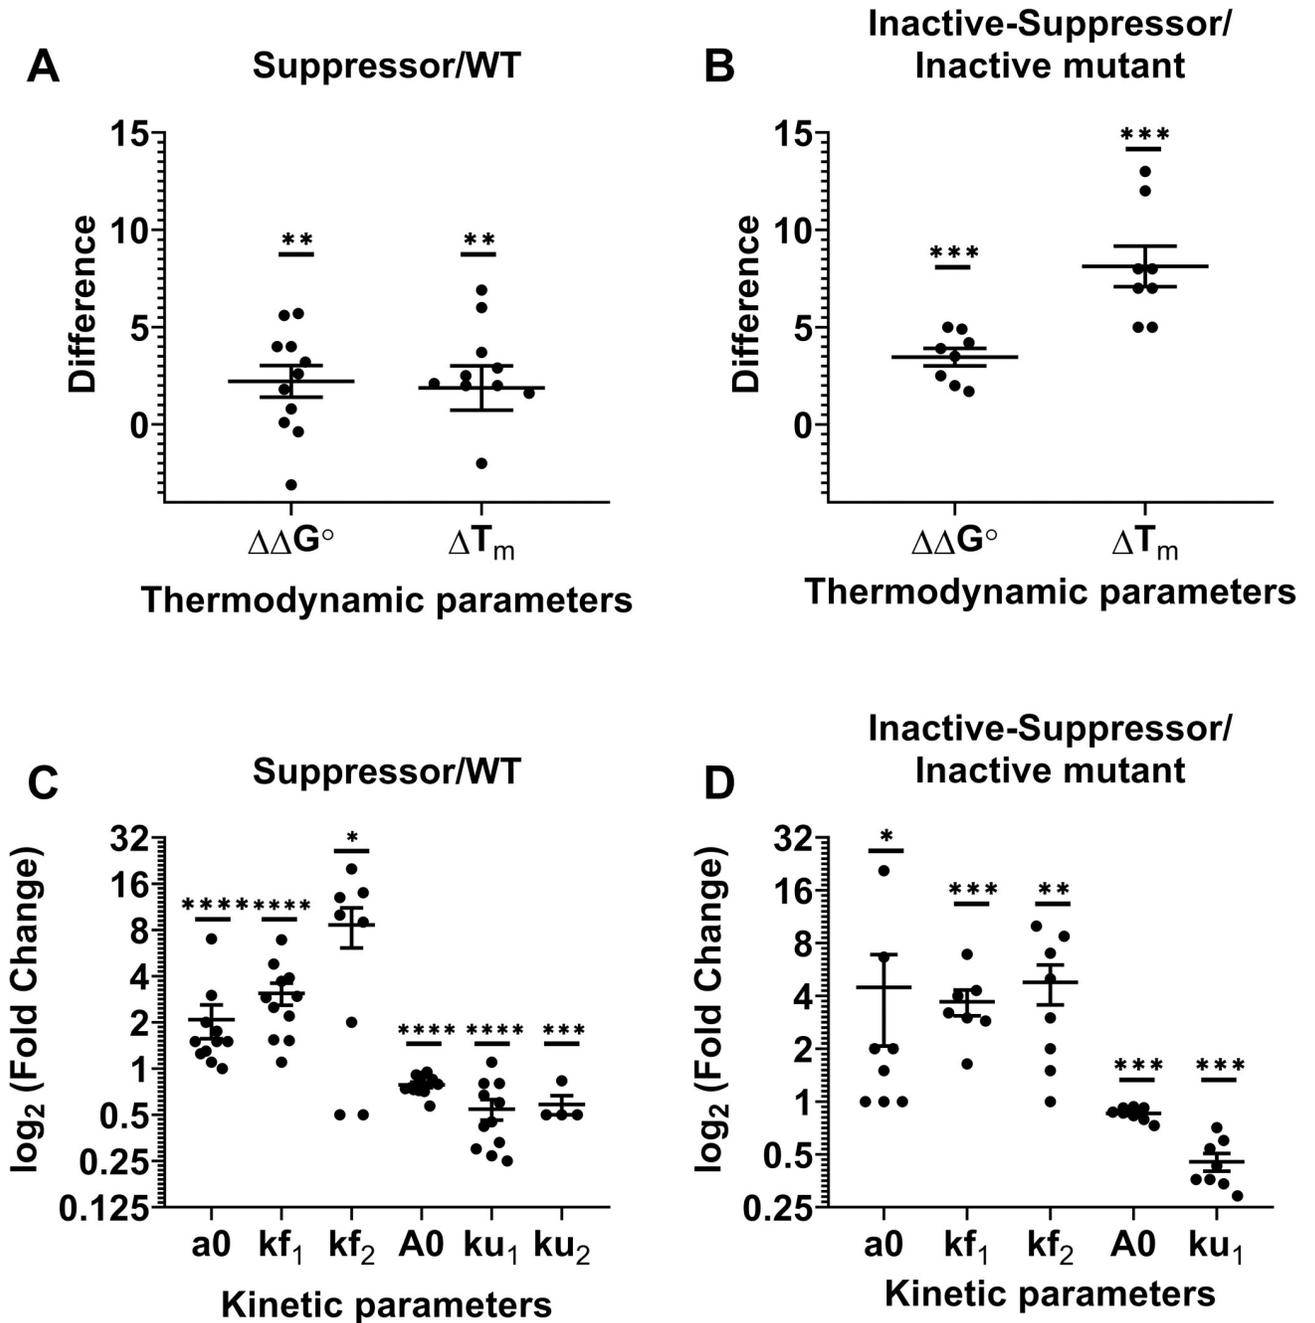 A
Suppressor/WT
Difference
15
10
5
0
**
**
ΔΔG°
ΔTm
Thermodynamic parameters
B
Inactive-Suppressor/
Inactive mutant
Difference
15
10
5
0
***
***
ΔΔG°
ΔTm
Thermodynamic parameters
C
Suppressor/WT
log2 (Fold Change)
32
16
8
4
2
1
0.5
0.25
0.125
****
****
*
****
****
***
a0
kf1
kf2
A0
ku1
ku2
Kinetic parameters
D
Inactive-Suppressor/
Inactive mutant
log2 (Fold Change)
32
16
8
4
2
1
0.5
0.25
*
***
**
***
***
a0
kf1
kf2
A0
ku1
Kinetic parameters